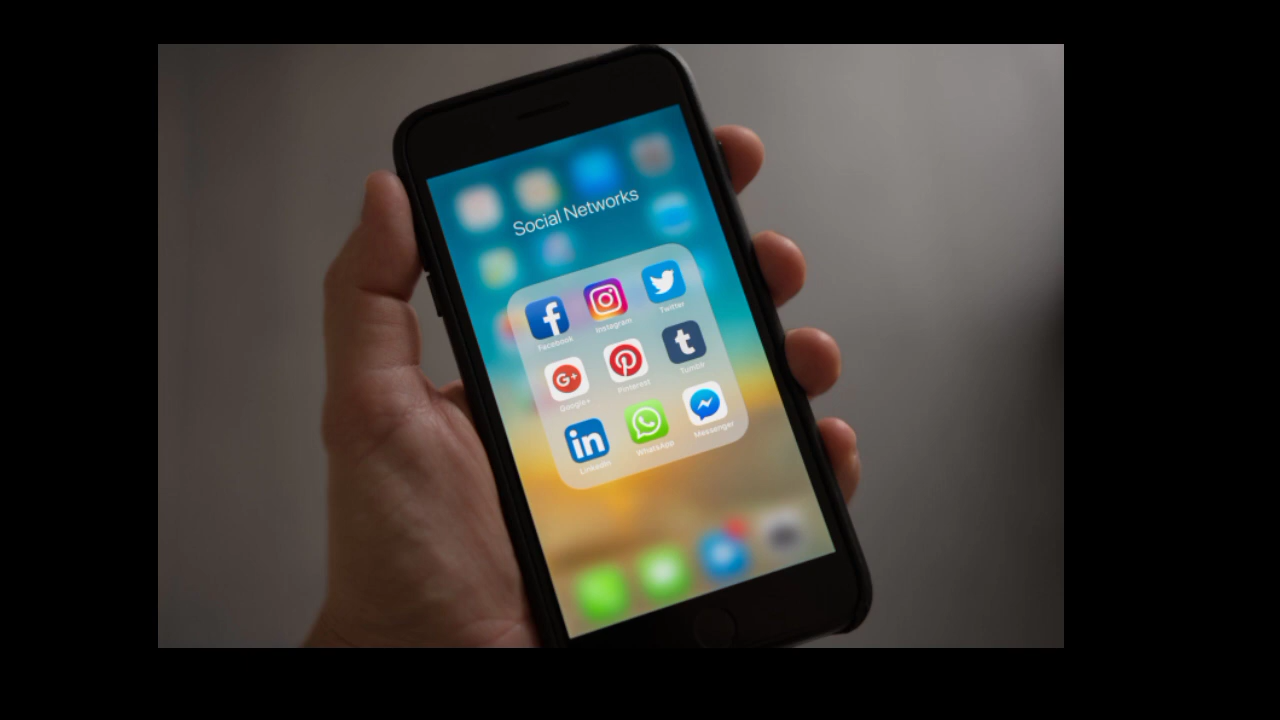 Social Networks
Facebook Instagram Twitter
Google+ Pinterest Tumblr
LinkedIn WhatsApp Messenger